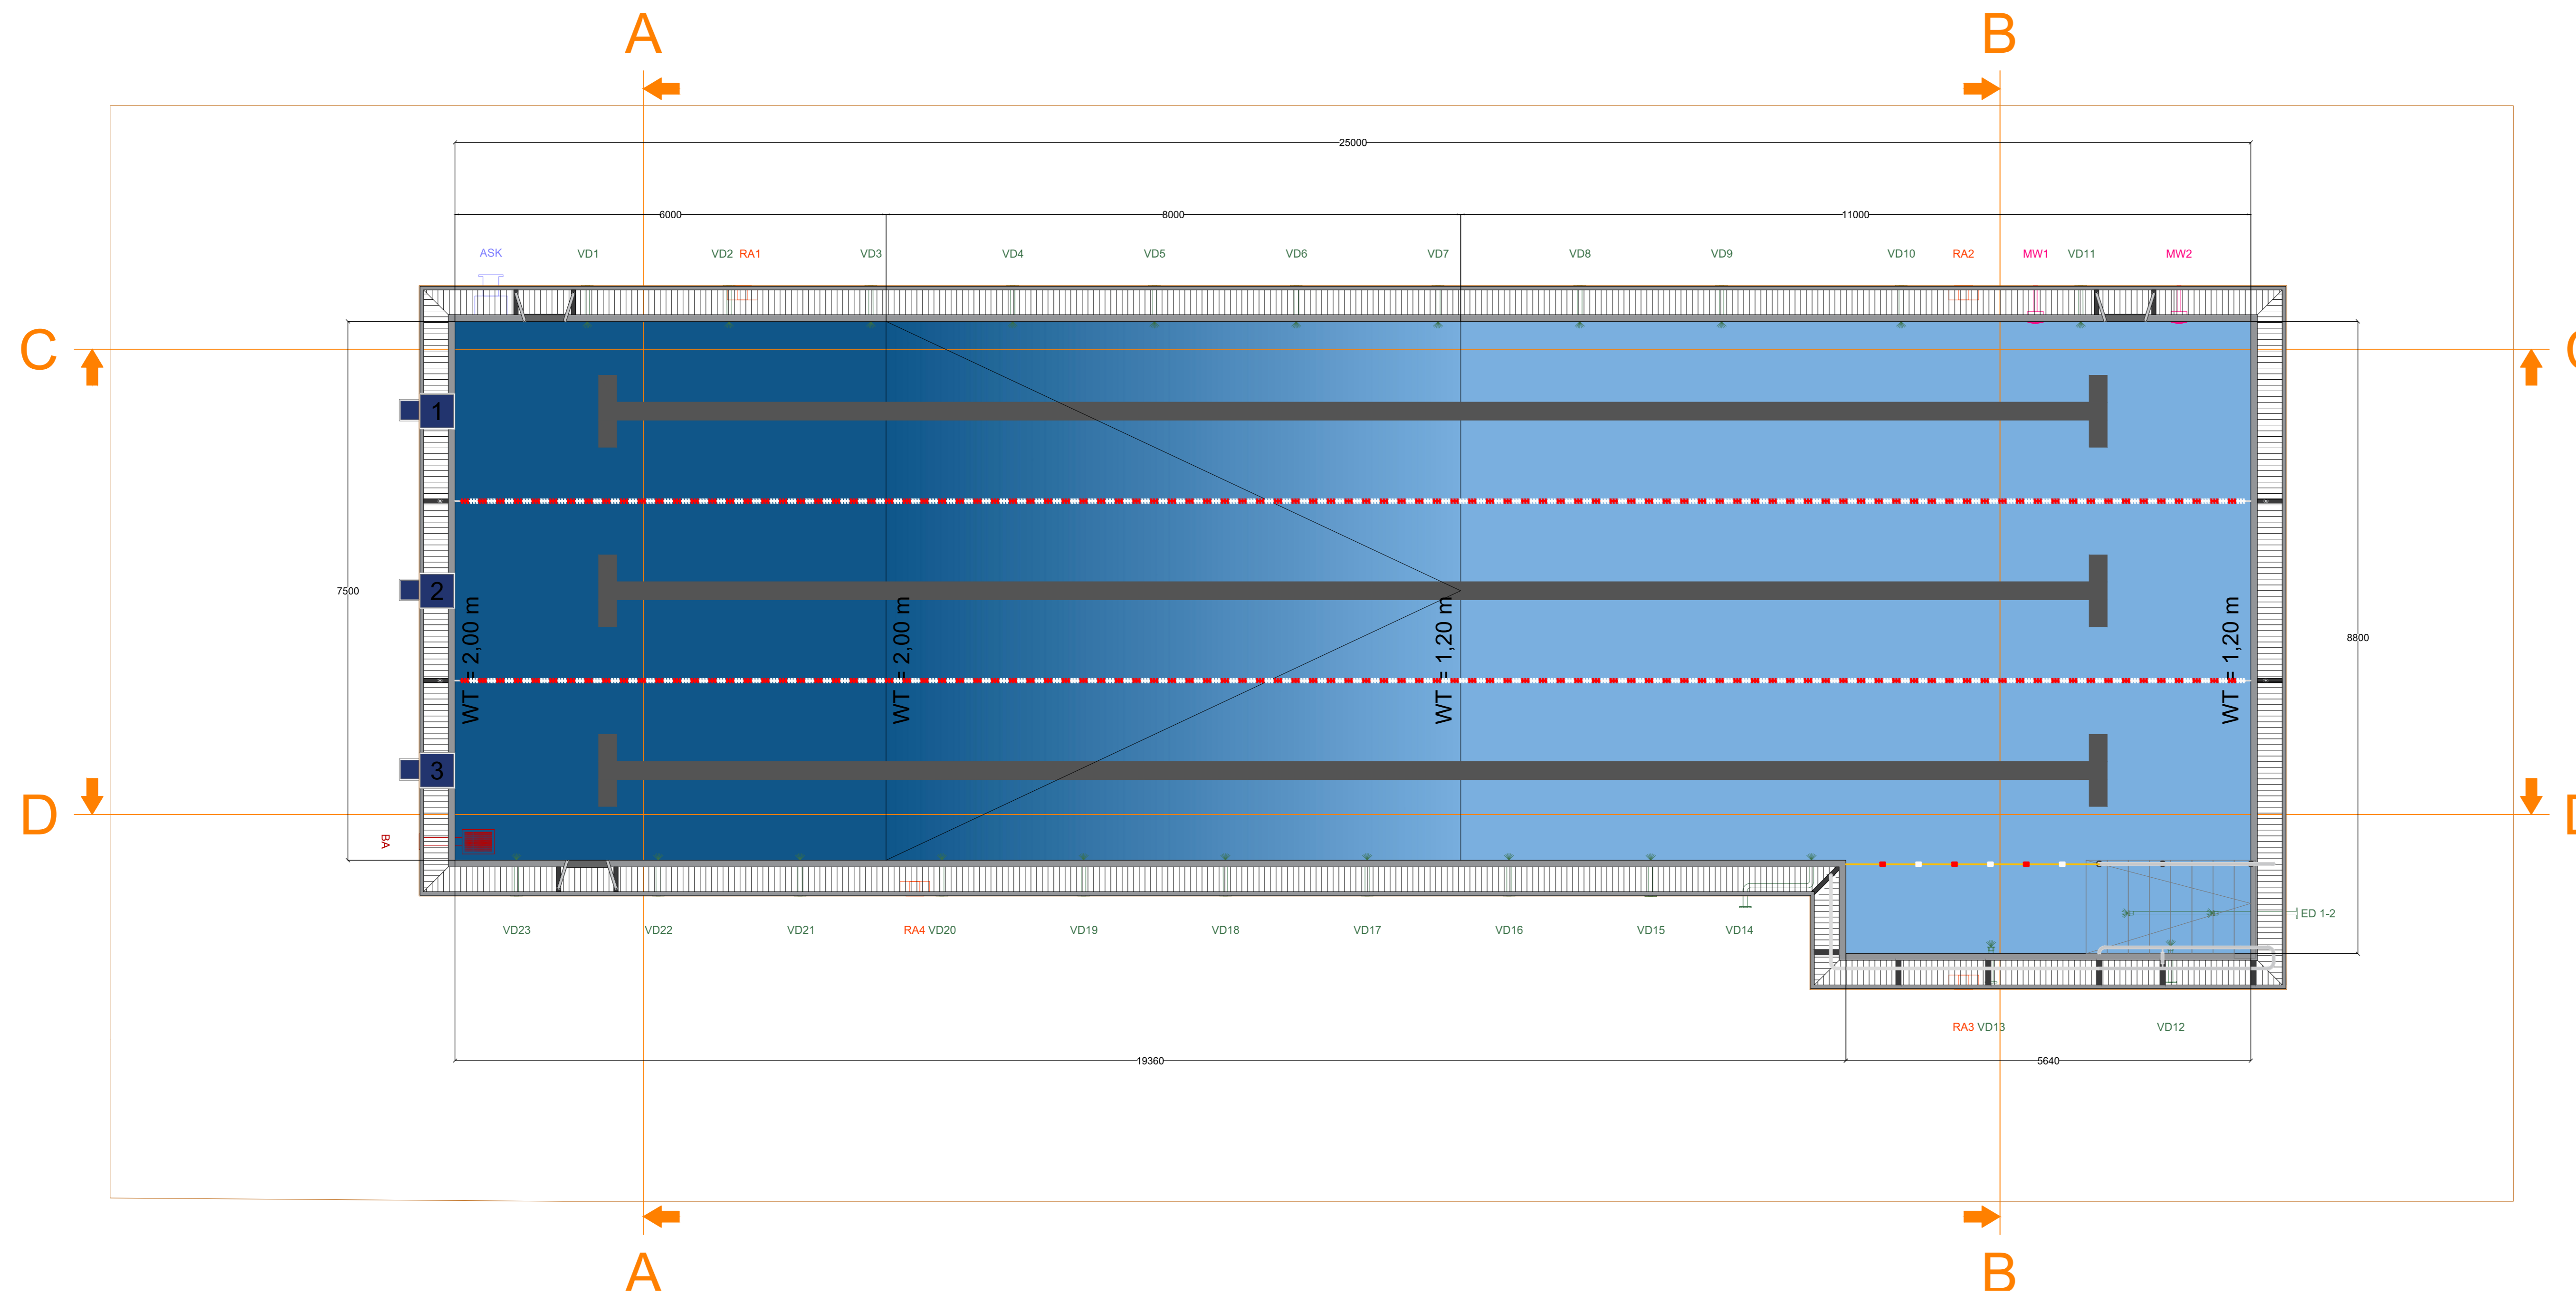 A B
25000
6000 8000 11000
ASK VD1 VD2 RA1 VD3 VD4 VD5 VD6 VD7 VD8 VD9 VD10 RA2 MW1 VD11 MW2
C
1
2
3
7500
8800
WT = 2,00 m
WT = 2,00 m
WT = 1,20 m
WT = 1,20 m
D
BA
ED 1-2
VD23 VD22 VD21 RA4 VD20 VD19 VD18 VD17 VD16 VD15 VD14
RA3 VD13 VD12
19360 5640
A B